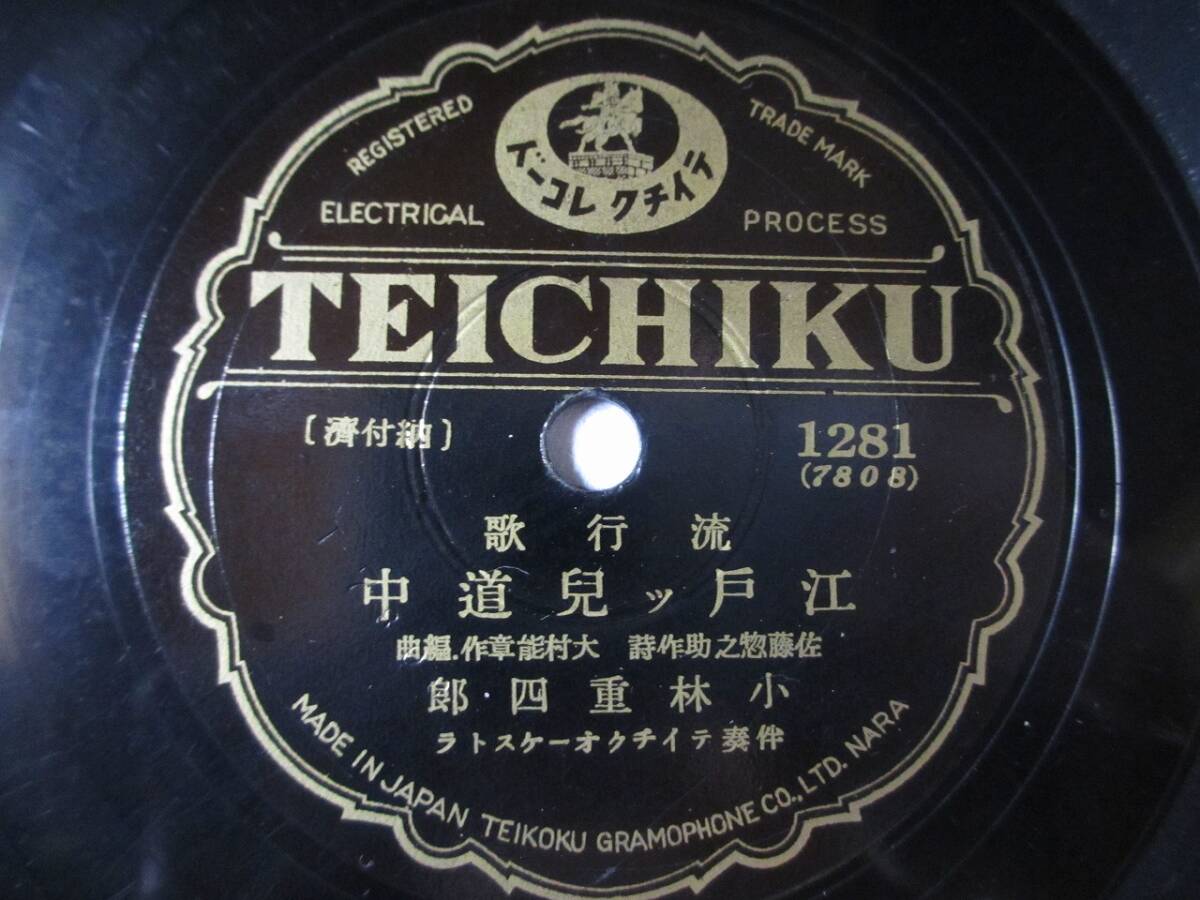 REGISTERED TRADE MARK
テイチクレコード
ELECTRICAL PROCESS
TEICHIKU
[納付濟]
1281
(7808)
流行歌
江戸ッ兒道中
佐藤惣之助作詩 大村能章作.編曲
小林重四郎
伴奏テイチクオーケストラ
MADE IN JAPAN TEIKOKU GRAMOPHONE CO., LTD. NARA